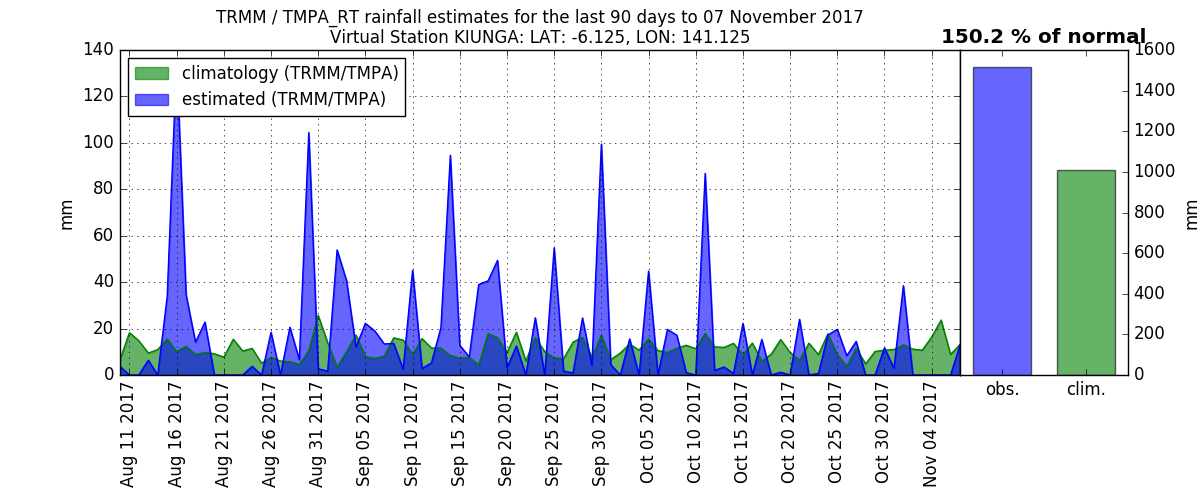 TRMM / TMPA_RT rainfall estimates for the last 90 days to 07 November 2017
Virtual Station KIUNGA: LAT: -6.125, LON: 141.125
150.2 % of normal
climatology (TRMM/TMPA)
estimated (TRMM/TMPA)
mm
140
120
100
80
60
40
20
0
Aug 11 2017
Aug 16 2017
Aug 21 2017
Aug 26 2017
Aug 31 2017
Sep 05 2017
Sep 10 2017
Sep 15 2017
Sep 20 2017
Sep 25 2017
Sep 30 2017
Oct 05 2017
Oct 10 2017
Oct 15 2017
Oct 20 2017
Oct 25 2017
Oct 30 2017
Nov 04 2017
obs.
clim.
1600
1400
1200
1000
800
600
400
200
0
mm